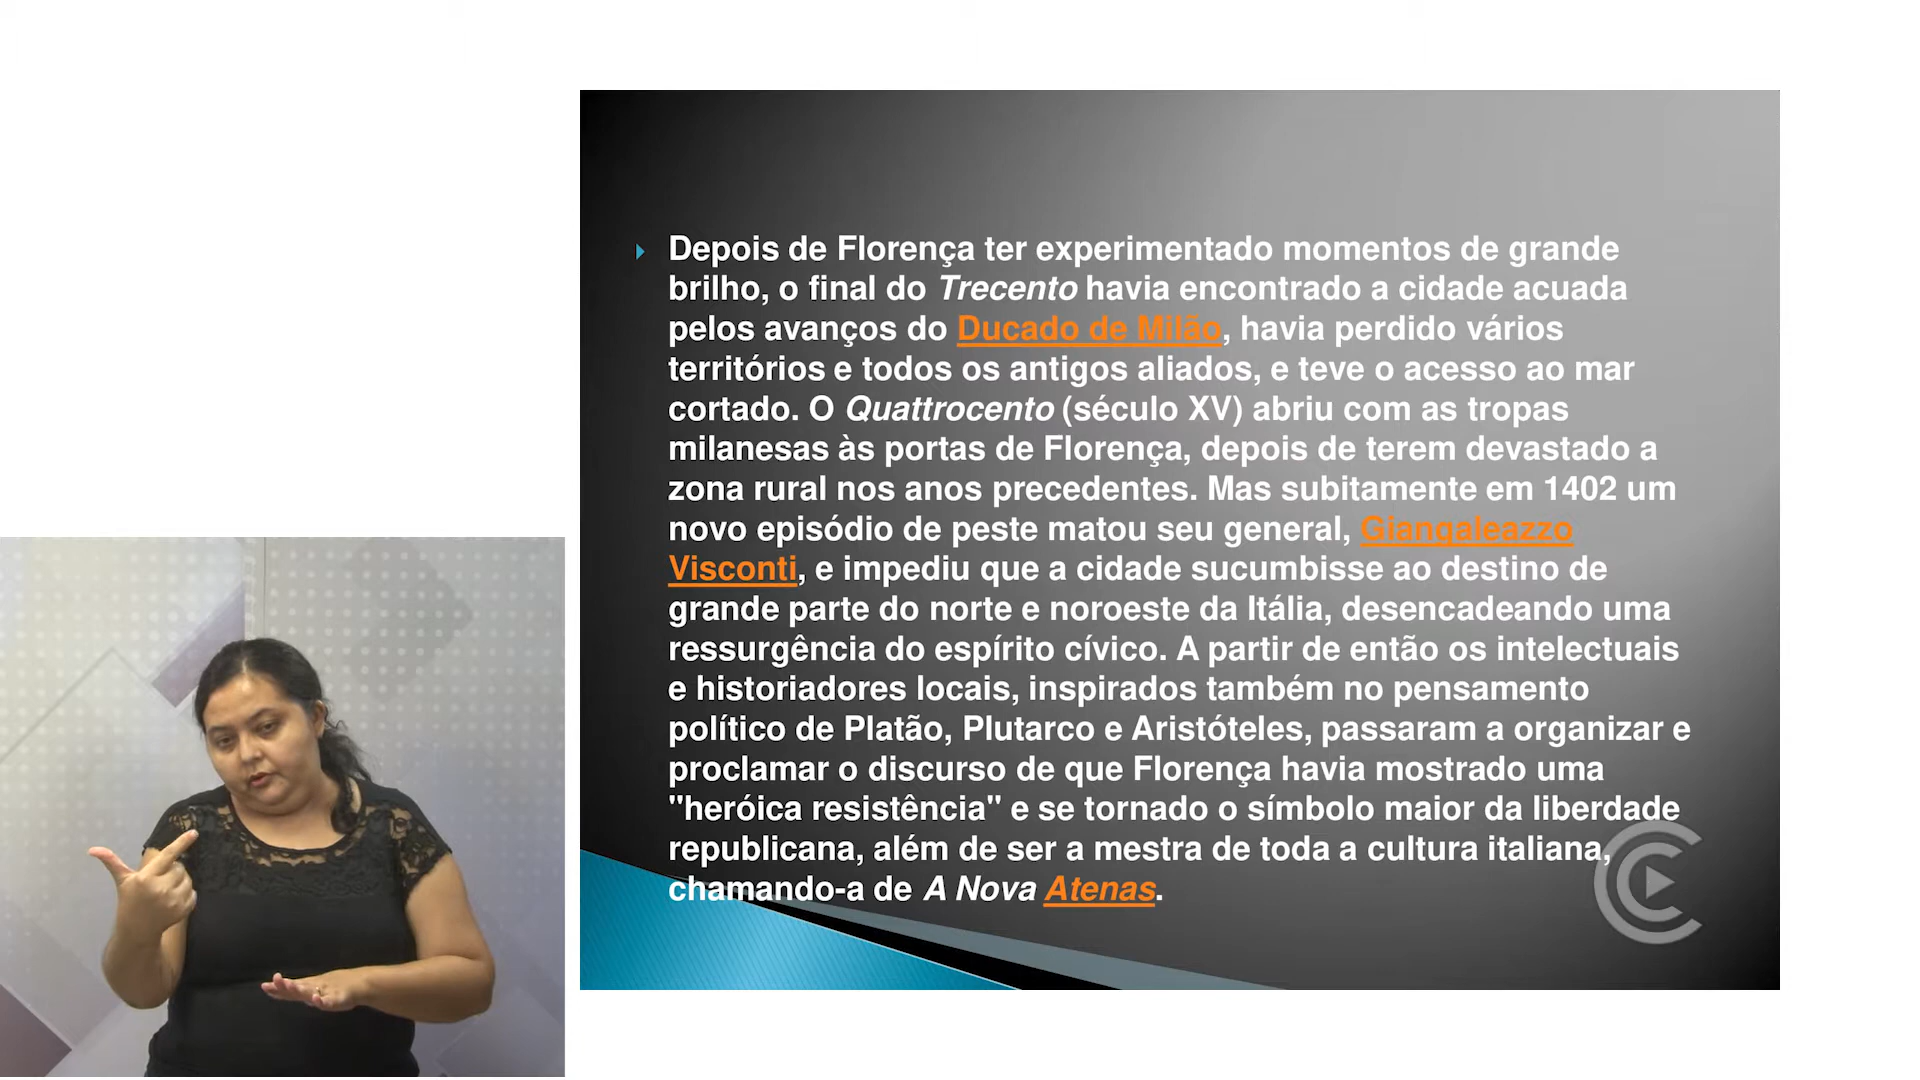 Depois de Florença ter experimentado momentos de grande
brilho, o final do Trecento havia encontrado a cidade acuada
pelos avanços do Ducado de Milão, havia perdido vários
territórios e todos os antigos aliados, e teve o acesso ao mar
cortado. O Quattrocento (século XV) abriu com as tropas
milanesas às portas de Florença, depois de terem devastado a
zona rural nos anos precedentes. Mas subitamente em 1402 um
novo episódio de peste matou seu general, Giangaleazzo
Visconti, e impediu que a cidade sucumbisse ao destino de
grande parte do norte e noroeste da Itália, desencadeando uma
ressurgência do espírito cívico. A partir de então os intelectuais
e historiadores locais, inspirados também no pensamento
político de Platão, Plutarco e Aristóteles, passaram a organizar e
proclamar o discurso de que Florença havia mostrado uma
"heróica resistência" e se tornado o símbolo maior da liberdade
republicana, além de ser a mestra de toda a cultura italiana,
chamando-a de A Nova Atenas.